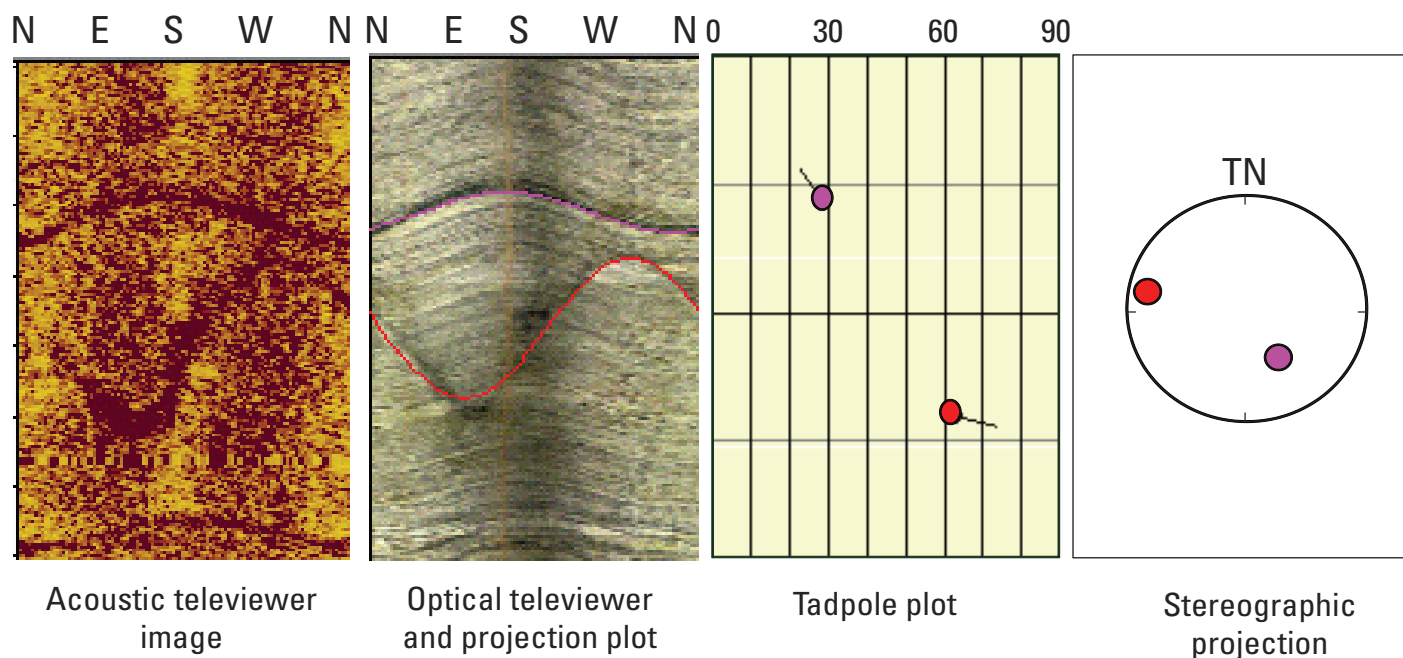 N E S W N
N E S W N
0 30 60 90
TN
Acoustic televiewer
image
Optical televiewer
and projection plot
Tadpole plot
Stereographic
projection